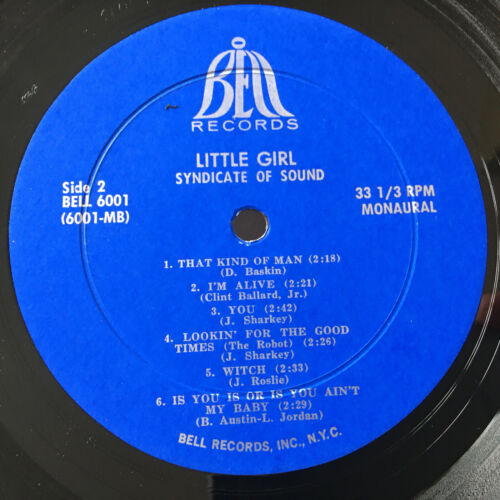 BELL
RECORDS
LITTLE GIRL
SYNDICATE OF SOUND
Side 2
BELL 6001
(6001-MB)
33 1/3 RPM
MONAURAL
1. THAT KIND OF MAN (2:18)
(D. Baskin)
2. I'M ALIVE (2:21)
(Clint Ballard, Jr.)
3. YOU (2:42)
(J. Sharkey)
4. LOOKIN' FOR THE GOOD
TIMES (The Robot) (2:26)
(J. Sharkey)
5. WITCH (2:33)
(J. Roslie)
6. IS YOU IS OR IS YOU AIN'T
MY BABY (2:29)
(B. Austin-L. Jordan)
BELL RECORDS, INC., N.Y.C.